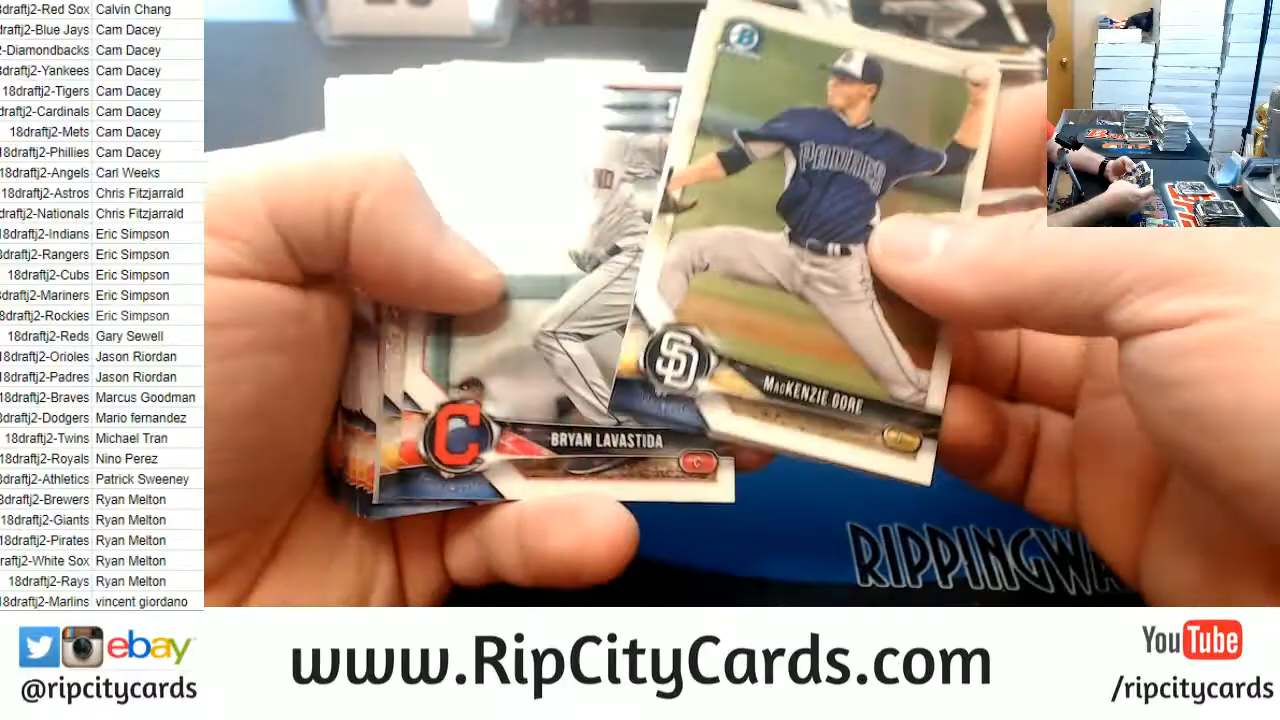 8draftj2-Red Sox Calvin Chang
draftj2-Blue Jays Cam Dacey
2-Diamondbacks Cam Dacey
draftj2-Yankees Cam Dacey
18draftj2-Tigers Cam Dacey
draftj2-Cardinals Cam Dacey
18draftj2-Mets Cam Dacey
8draftj2-Phillies Cam Dacey
18draftj2-Angels Carl Weeks
18draftj2-Astros Chris Fitzjarrald
draftj2-Nationals Chris Fitzjarrald
18draftj2-Indians Eric Simpson
8draftj2-Rangers Eric Simpson
18draftj2-Cubs Eric Simpson
draftj2-Mariners Eric Simpson
8draftj2-Rockies Eric Simpson
18draftj2-Reds Gary Sewell
8draftj2-Orioles Jason Riordan
18draftj2-Padres Jason Riordan
18draftj2-Braves Marcus Goodman
8draftj2-Dodgers Mario fernandez
18draftj2-Twins Michael Tran
18draftj2-Royals Nino Perez
8draftj2-Athletics Patrick Sweeney
8draftj2-Brewers Ryan Melton
18draftj2-Giants Ryan Melton
18draftj2-Pirates Ryan Melton
raftj2-White Sox Ryan Melton
18draftj2-Rays Ryan Melton
8draftj2-Marlins vincent giordano
B
PADRES
SD
MACKENZIE GORE
C
BRYAN LAVASTIDA
C
RIPPINGWA
ebay
@ripcitycards
www.RipCityCards.com
YouTube
/ripcitycards